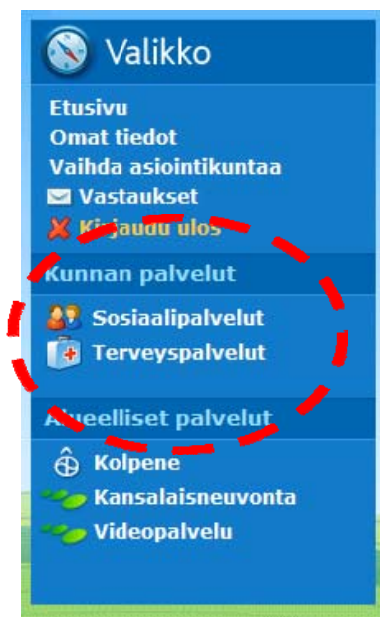 Valikko
Etusivu
Omat tiedot
Vaihda asiointikuntaa
Vastaukset
Kirjaudu ulos
Kunnan palvelut
Sosiaalipalvelut
Terveyspalvelut
Alueelliset palvelut
Kolpene
Kansalaisneuvonta
Videopalvelu